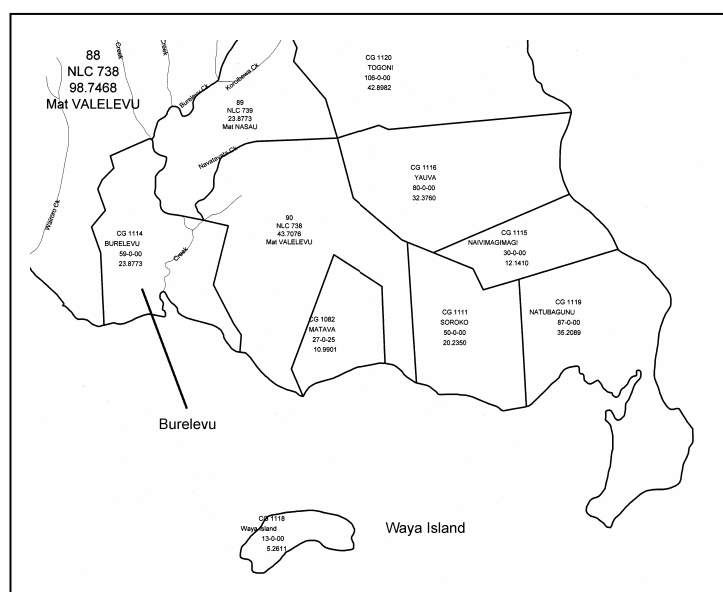 88
NLC 738
98.7468
Mat VALELEVU
Creek
Creek
Burelevu Ck
Korobewa Ck
89
NLC 739
23.8773
Mat NASAU
CG 1120
TOGONI
106-0-00
42.8982
Navatayala Ck
CG 1116
YAUVA
80-0-00
32.3760
Wairoro Ck
CG 1114
BURELEVU
59-0-00
23.8773
Creek
90
NLC 738
43.7076
Mat VALELEVU
CG 1115
NAIVIMAGIMAGI
30-0-00
12.1410
CG 1082
MATAVA
27-0-25
10.9901
CG 1111
SOROKO
50-0-00
20.2350
CG 1119
NATUBAGUNU
87-0-00
35.2089
Burelevu
CG 1118
Waya Island
13-0-00
5.2611
Waya Island